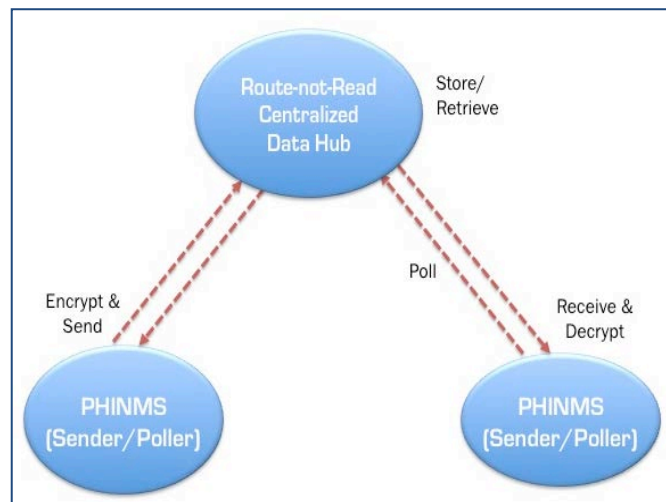 Route-not-Read
Centralized
Data Hub
Store/
Retrieve
Encrypt &
Send
Poll
Receive &
Decrypt
PHINMS
(Sender/Poller)
PHINMS
(Sender/Poller)